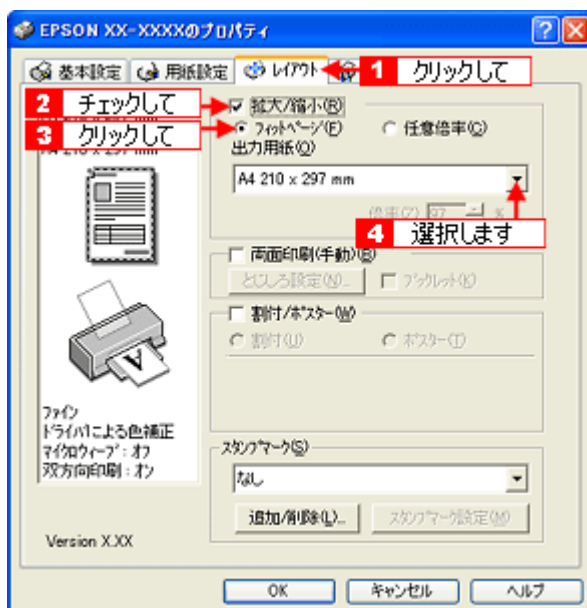 EPSON XX-XXXXのプロパティ
基本設定 用紙設定 レイアウト 1 クリックして
2 チェックして 拡大/縮小(R)
3 クリックして フィットページ(F) 任意倍率(C)
A4 210 x 297 mm 出力用紙(O)
A4 210 x 297 mm
倍率(Z) 97 %
4 選択します
両面印刷(手動)(B)
とじしろ設定(N)... ブックレット(K)
割付/ポスター(W)
割付(U) ポスター(T)
ファイン
ドライバによる色補正
マイクロウィーブ:オフ
双方向印刷:オン
スタンプマーク(S)
なし
追加/削除(L)... スタンプマーク設定(M)
Version X.XX
OK キャンセル ヘルプ